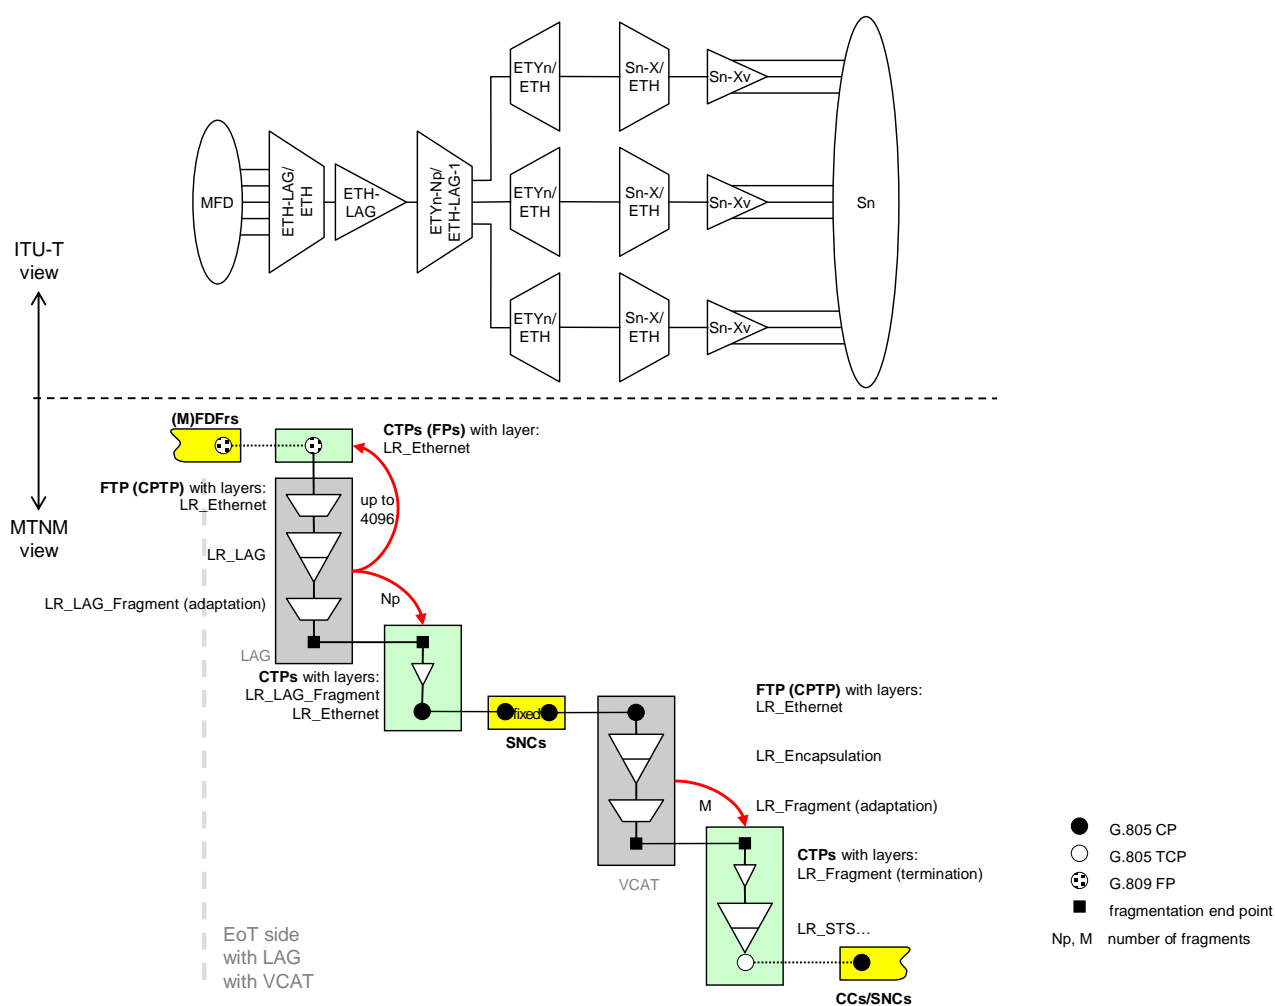 ETYn/
ETH
Sn-X/
ETH
Sn-Xv
MFD
ETH-LAG/
ETH
ETH-
LAG
ETYn-Np/
ETH-LAG-1
ETYn/
ETH
Sn-X/
ETH
Sn-Xv
Sn
ITU-T
view
ETYn/
ETH
Sn-X/
ETH
Sn-Xv
MTNM
view
(M)FDFrs
CTPs (FPs) with layer:
LR_Ethernet
FTP (CPTP) with layers:
LR_Ethernet
up to
4096
LR_LAG
LR_LAG_Fragment (adaptation)
Np
LAG
CTPs with layers:
LR_LAG_Fragment
LR_Ethernet
fixed
SNCs
FTP (CPTP) with layers:
LR_Ethernet
LR_Encapsulation
M
LR_Fragment (adaptation)
VCAT
CTPs with layers:
LR_Fragment (termination)
LR_STS…
CCs/SNCs
EoT side
with LAG
with VCAT
G.805 CP
G.805 TCP
G.809 FP
fragmentation end point
Np, M number of fragments